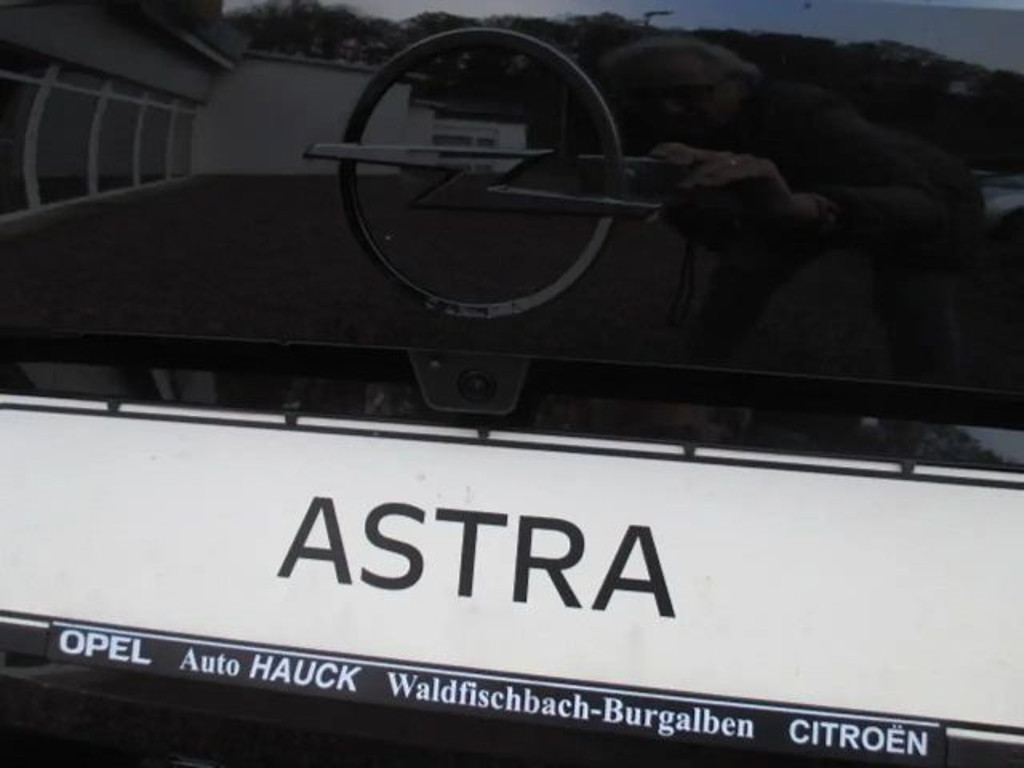 ASTRA
OPEL Auto HAUCK Waldfischbach-Burgalben CITROËN